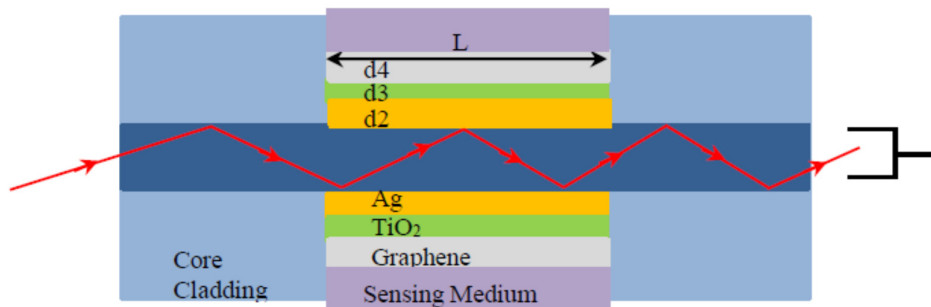 L
d4
d3
d2
Ag
TiO₂
Graphene
Core
Cladding
Sensing Medium